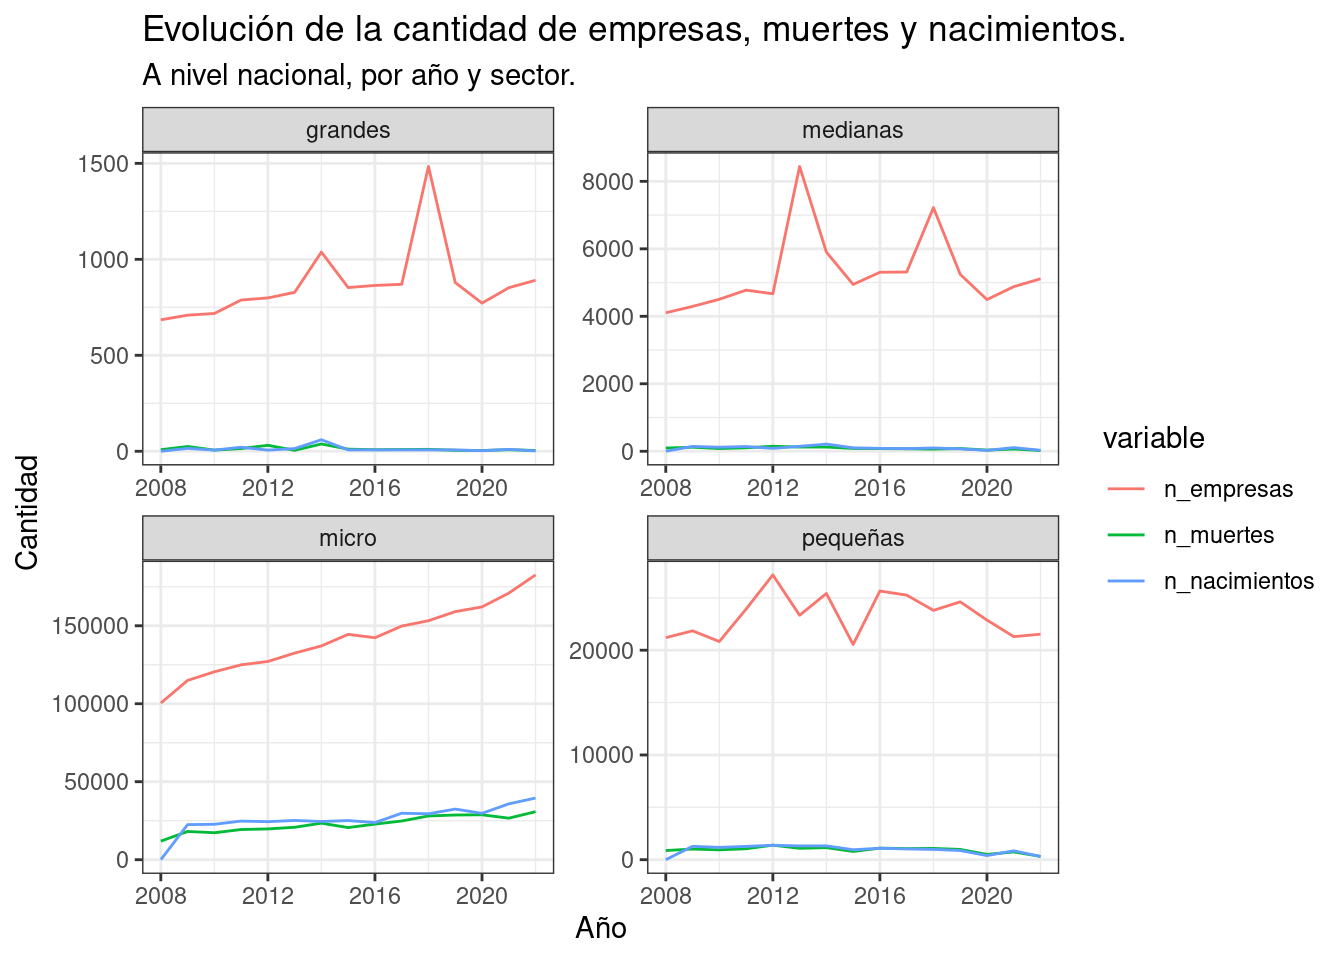 Evolución de la cantidad de empresas, muertes y nacimientos.
A nivel nacional, por año y sector.
grandes
medianas
1500
1000
500
0
8000
6000
4000
2000
0
2008 2012 2016 2020
2008 2012 2016 2020
micro
pequeñas
150000
100000
50000
0
20000
10000
0
2008 2012 2016 2020
2008 2012 2016 2020
Cantidad
Año
variable
n_empresas
n_muertes
n_nacimientos